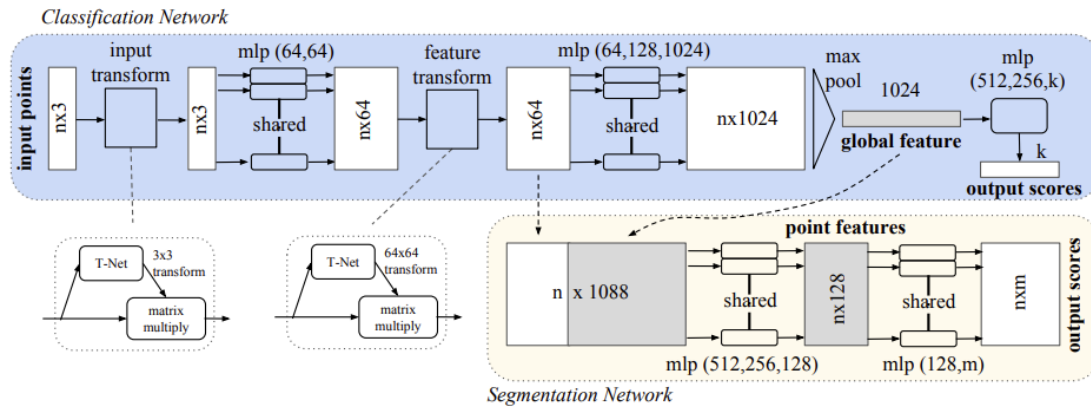 Classification Network
input points
nx3
input
transform
nx3
mlp (64,64)
shared
nx64
feature
transform
nx64
mlp (64,128,1024)
shared
nx1024
max
pool
1024
global feature
mlp
(512,256,k)
k
output scores
T-Net
3x3
transform
matrix
multiply
T-Net
64x64
transform
matrix
multiply
point features
n x 1088
shared
mlp (512,256,128)
nx128
shared
mlp (128,m)
nxm
output scores
Segmentation Network